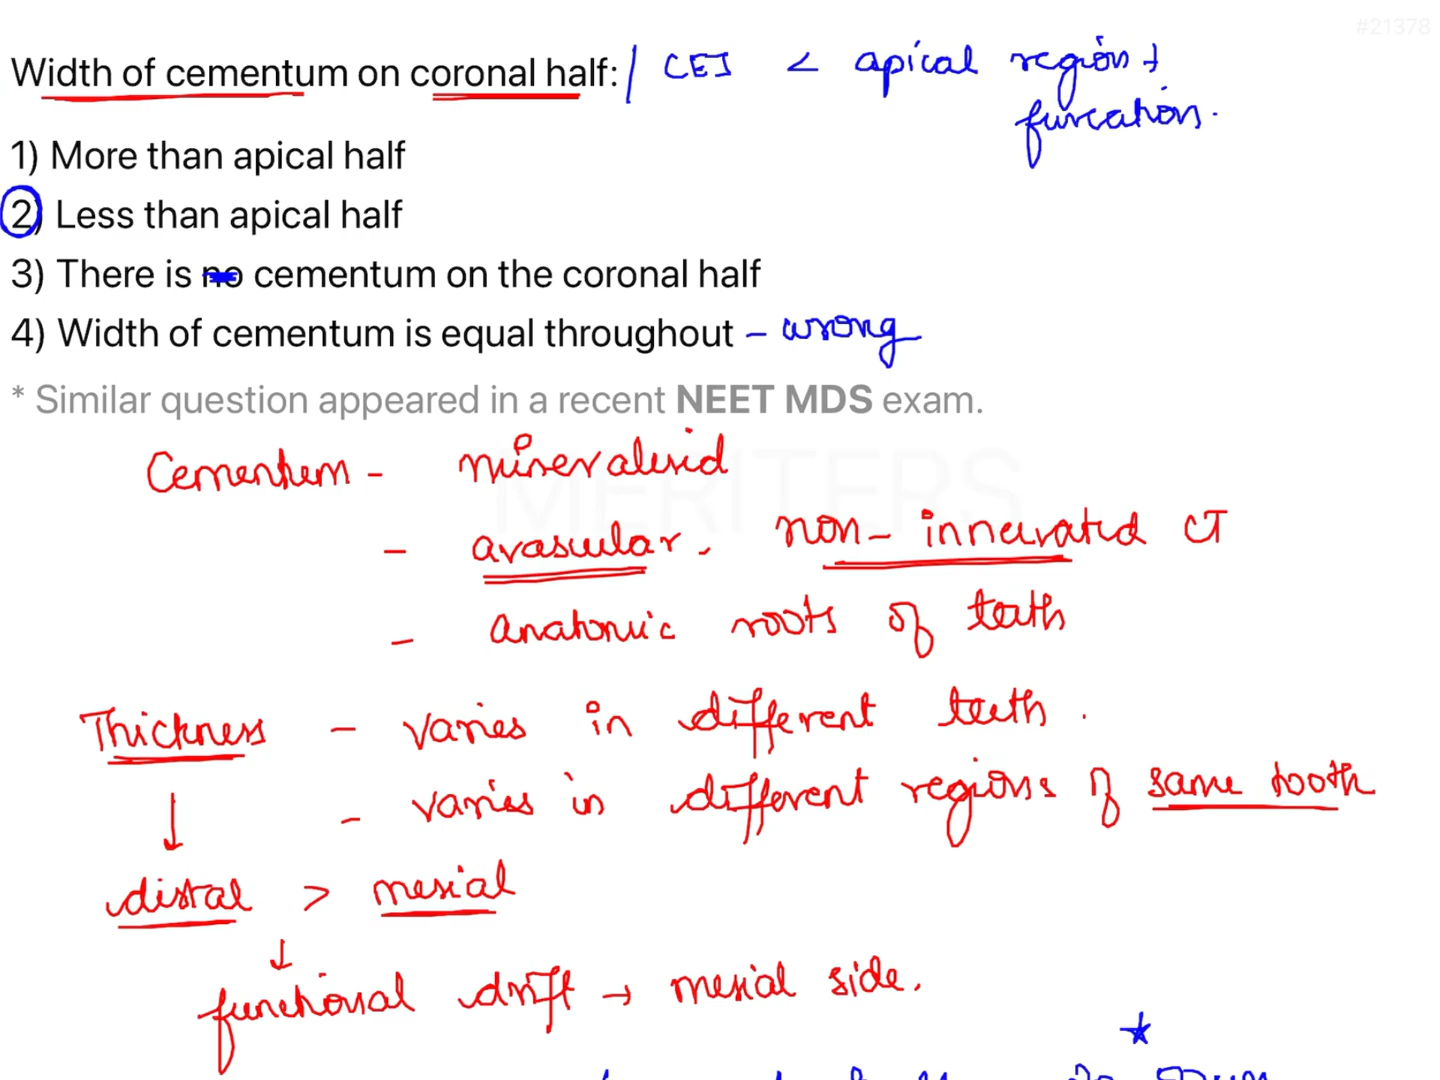 #21378
Width of cementum on coronal half: / CEJ < apical region +
furcation.
1) More than apical half
2) Less than apical half
3) There is no cementum on the coronal half
4) Width of cementum is equal throughout - wrong
* Similar question appeared in a recent NEET MDS exam.
MERITERS
Cementum - mineralised
- avascular, non-innervated CT
- anatomic roots of teeth
Thickness - varies in different teeth.
- varies in different regions of same tooth
↓
distal > mesial
↓
functional drift → mesial side.